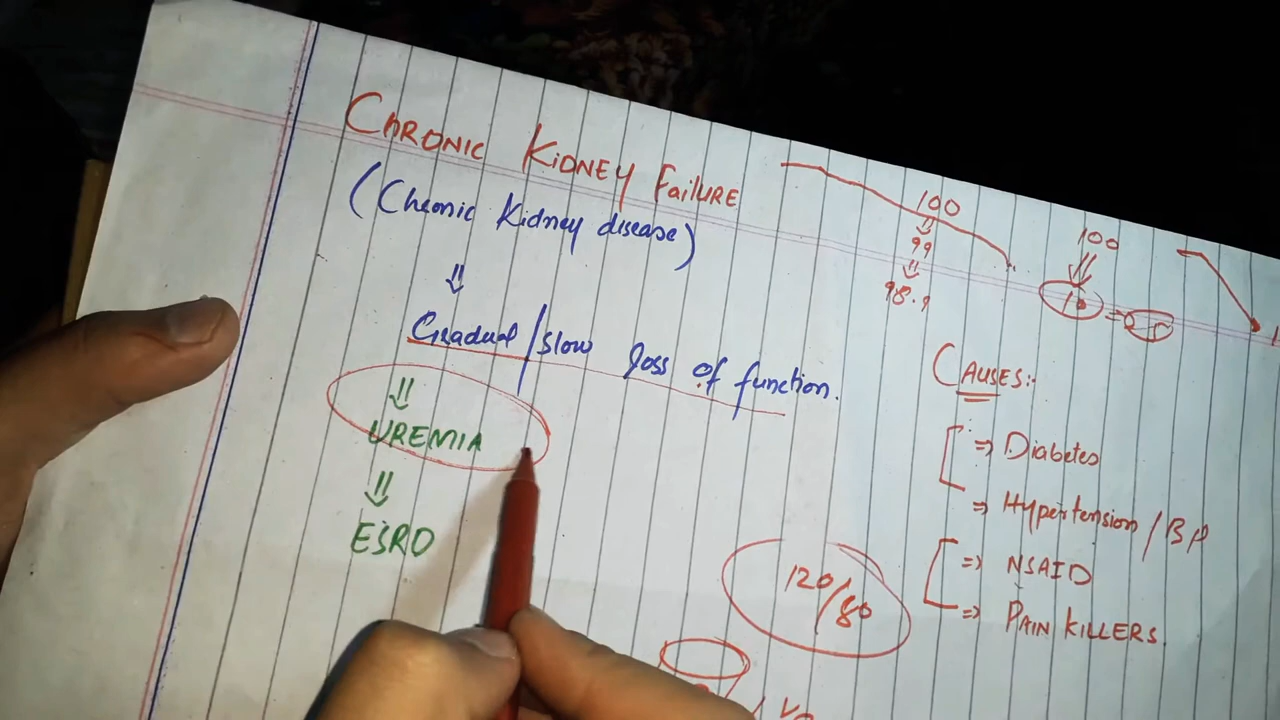 CHRONIC KIDNEY FAILURE
(Chronic Kidney disease)
⇓
Gradual/slow loss of function.
⇓
UREMIA
⇓
ESRD
100
⇓
99
⇓
98.9
100
⇓
10 =
CAUSES:-
⇒ Diabetes
⇒ Hypertension/BP
⇒ NSAID
⇒ PAIN KILLERS.
120/80